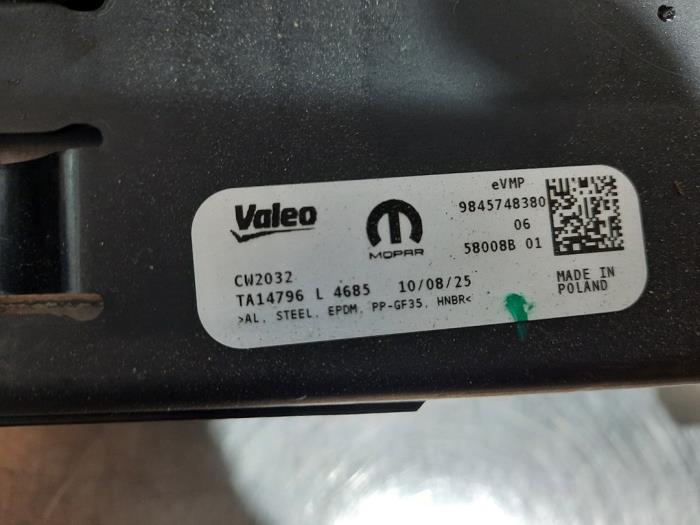 Valeo
MOPAR
eVMP
9845748380
06
58008B 01
CW2032
TA14796 L 4685 10/08/25
>AL, STEEL, EPDM, PP-GF35, HNBR<
MADE IN
POLAND